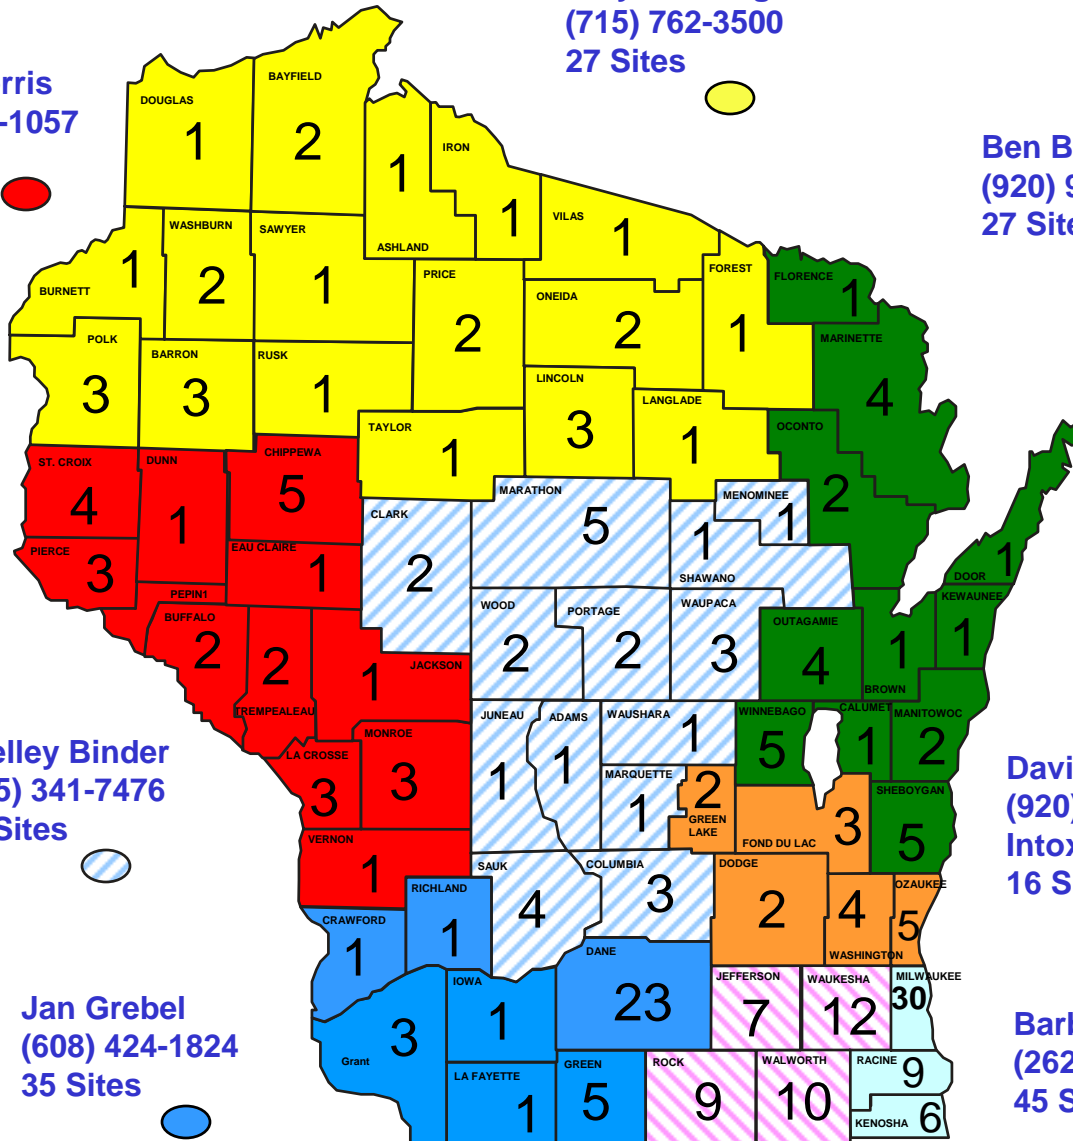 (715) 762-3500
27 Sites
-1057
Ben B
(920) 9
27 Site
DOUGLAS
1
BAYFIELD
2
1
ASHLAND
IRON
1
VILAS
1
BURNETT
1
WASHBURN
2
SAWYER
1
PRICE
2
ONEIDA
2
FOREST
1
FLORENCE
1
MARINETTE
4
POLK
3
BARRON
3
RUSK
1
TAYLOR
1
LINCOLN
3
LANGLADE
1
OCONTO
2
ST. CROIX
4
DUNN
1
CHIPPEWA
5
CLARK
2
MARATHON
5
MENOMINEE
1
1
SHAWANO
PIERCE
3
EAU CLAIRE
1
PEPIN1
1
DOOR
KEWAUNEE
1
BUFFALO
2
2
TREMPEALEAU
1
JACKSON
WOOD
2
PORTAGE
2
WAUPACA
3
OUTAGAMIE
4
1
BROWN
elley Binder
5) 341-7476
Sites
LA CROSSE
3
MONROE
3
JUNEAU
1
ADAMS
1
WAUSHARA
1
MARQUETTE
1
2
GREEN
LAKE
WINNEBAGO
5
CALUMET
1
MANITOWOC
2
SHEBOYGAN
5
FOND DU LAC
3
Davi
(920)
Intox
16 S
VERNON
1
SAUK
4
COLUMBIA
3
DODGE
2
4
WASHINGTON
OZAUKEE
5
CRAWFORD
1
RICHLAND
1
DANE
23
JEFFERSON
7
WAUKESHA
12
MILWAUKEE
30
Jan Grebel
(608) 424-1824
35 Sites
3
Grant
IOWA
1
LA FAYETTE
1
GREEN
5
ROCK
9
WALWORTH
10
RACINE
9
KENOSHA
6
Barb
(262
45 S